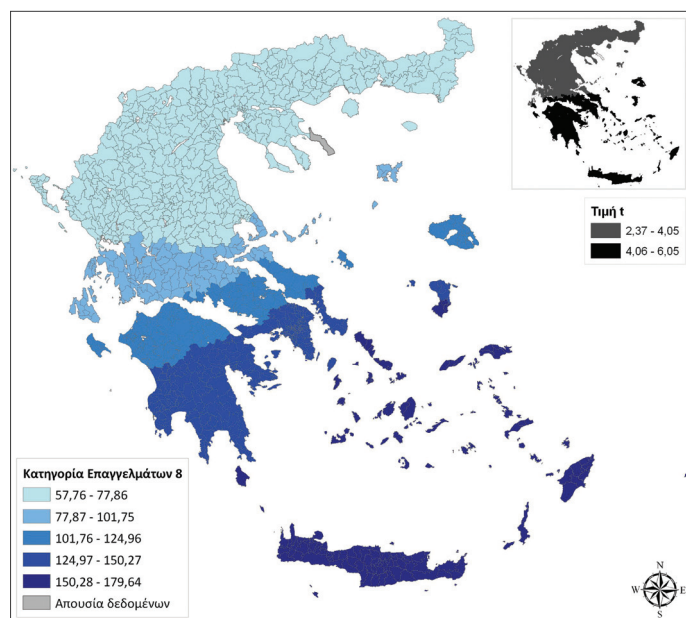 Τιμή t
2,37 - 4,05
4,06 - 6,05
Κατηγορία Επαγγελμάτων 8
57,76 - 77,86
77,87 - 101,75
101,76 - 124,96
124,97 - 150,27
150,28 - 179,64
Απουσία δεδομένων
N
W E
S